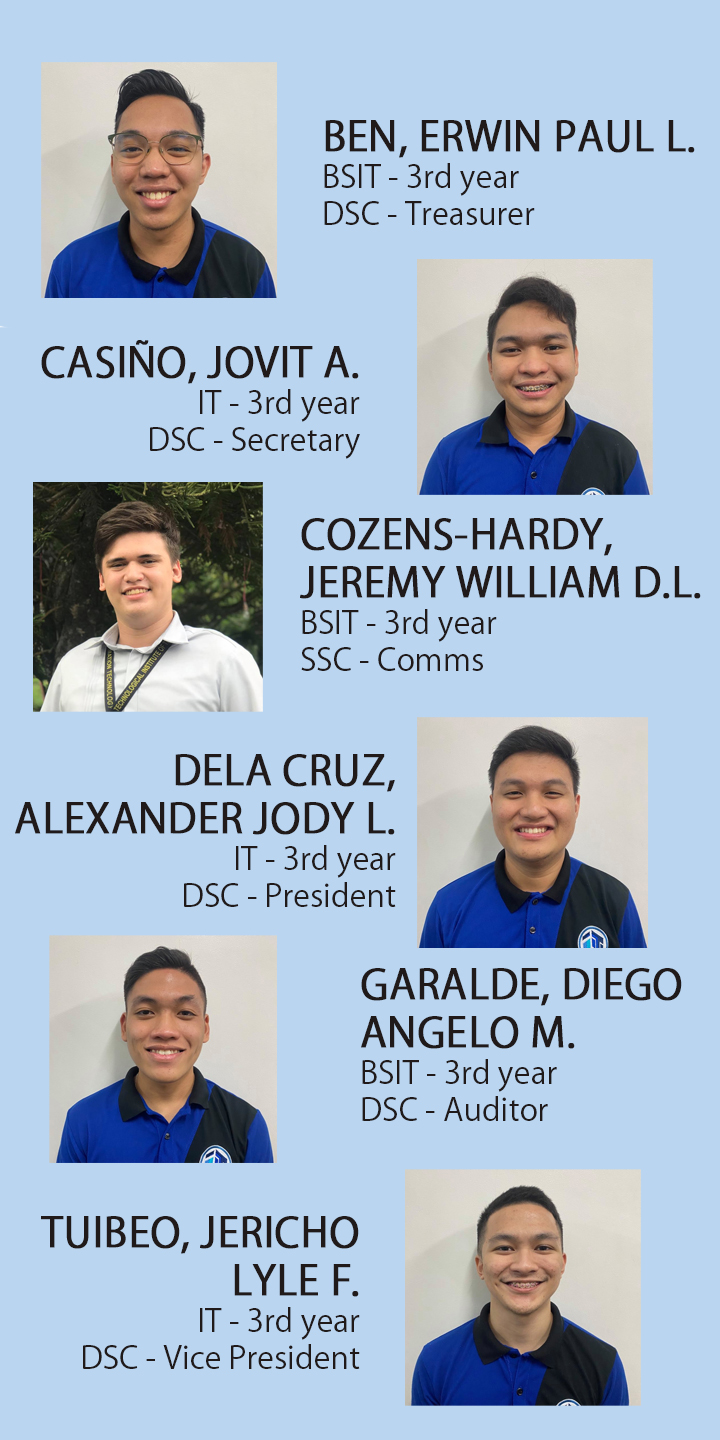 BEN, ERWIN PAUL L.
BSIT - 3rd year
DSC - Treasurer
CASIÑO, JOVIT A.
IT - 3rd year
DSC - Secretary
COZENS-HARDY,
JEREMY WILLIAM D.L.
BSIT - 3rd year
SSC - Comms
TECHNOLOGICAL INSTITUTE
DELA CRUZ,
ALEXANDER JODY L.
IT - 3rd year
DSC - President
GARALDE, DIEGO
ANGELO M.
BSIT - 3rd year
DSC - Auditor
TUIBEO, JERICHO
LYLE F.
IT - 3rd year
DSC - Vice President